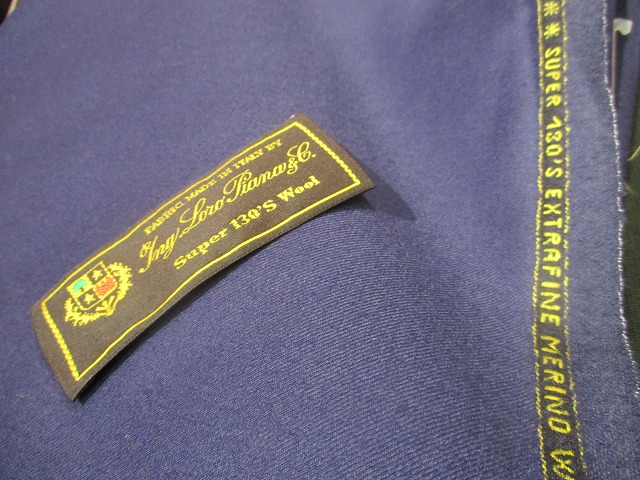 FABRIC MADE IN ITALY BY
Ing. Loro Piana & C.
Super 130'S Wool
** SUPER 130'S EXTRAFINE MERINO W